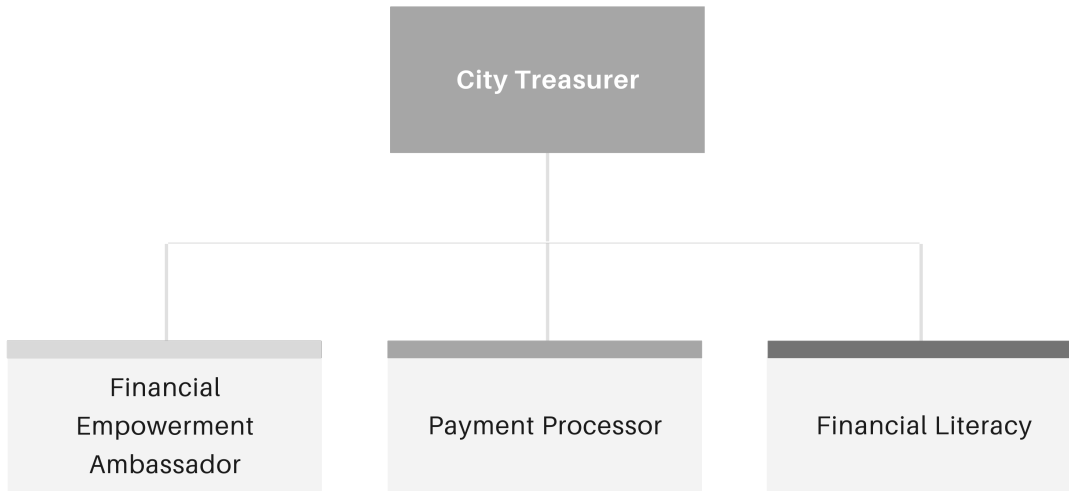 City Treasurer
Financial
Empowerment
Ambassador
Payment Processor
Financial Literacy